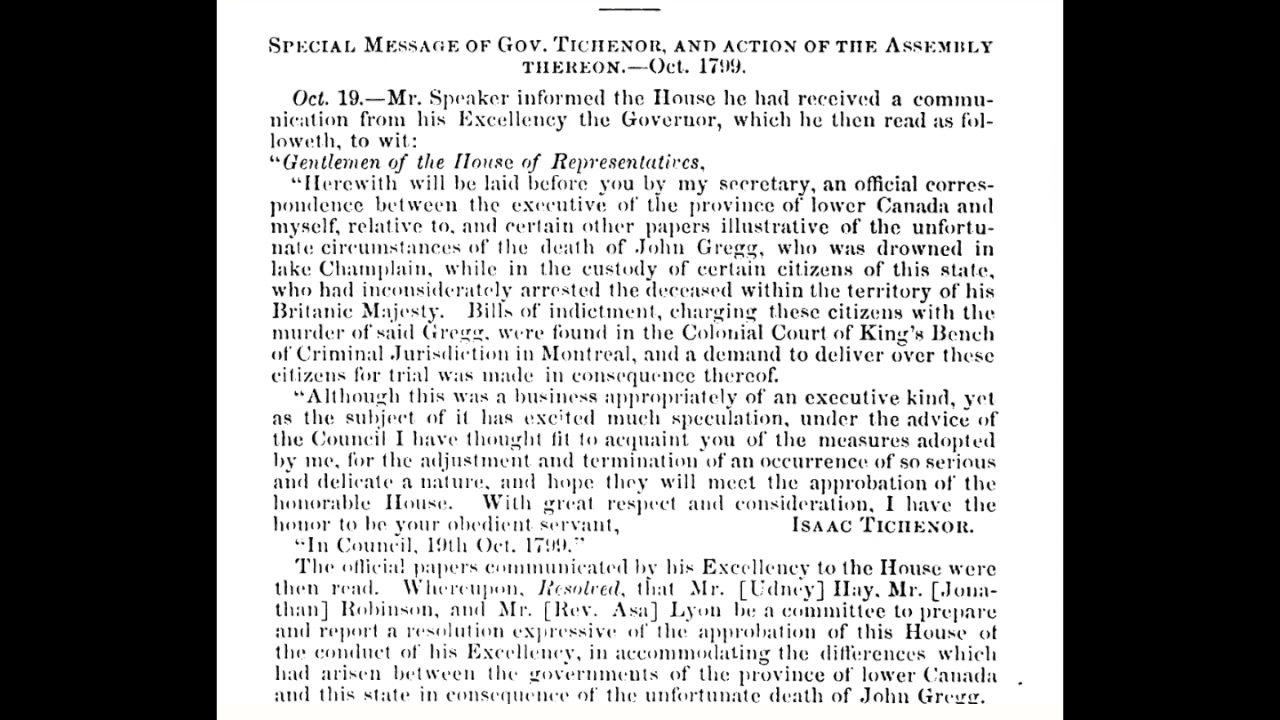 SPECIAL MESSAGE OF GOV. TICHENOR, AND ACTION OF THE ASSEMBLY
THEREON.—Oct. 1799.
Oct. 19.—Mr. Speaker informed the House he had received a commu-
nication from his Excellency the Governor, which he then read as fol-
loweth, to wit:
"Gentlemen of the House of Representatives,
"Herewith will be laid before you by my secretary, an official corres-
pondence between the executive of the province of lower Canada and
myself, relative to, and certain other papers illustrative of the unfortu-
nate circumstances of the death of John Gregg, who was drowned in
lake Champlain, while in the custody of certain citizens of this state,
who had inconsiderately arrested the deceased within the territory of his
Britanic Majesty. Bills of indictment, charging these citizens with the
murder of said Gregg, were found in the Colonial Court of King's Bench
of Criminal Jurisdiction in Montreal, and a demand to deliver over these
citizens for trial was made in consequence thereof.
"Although this was a business appropriately of an executive kind, yet
as the subject of it has excited much speculation, under the advice of
the Council I have thought fit to acquaint you of the measures adopted
by me, for the adjustment and termination of an occurrence of so serious
and delicate a nature, and hope they will meet the approbation of the
honorable House. With great respect and consideration, I have the
honor to be your obedient servant, ISAAC TICHENOR.
"In Council, 19th Oct. 1799."
The official papers communicated by his Excellency to the House were
then read. Whereupon, Resolved, that Mr. [Udney] Hay, Mr. [Jona-
than] Robinson, and Mr. [Rev. Asa] Lyon be a committee to prepare
and report a resolution expressive of the approbation of this House of
the conduct of his Excellency, in accommodating the differences which
had arisen between the governments of the province of lower Canada
and this state in consequence of the unfortunate death of John Gregg.